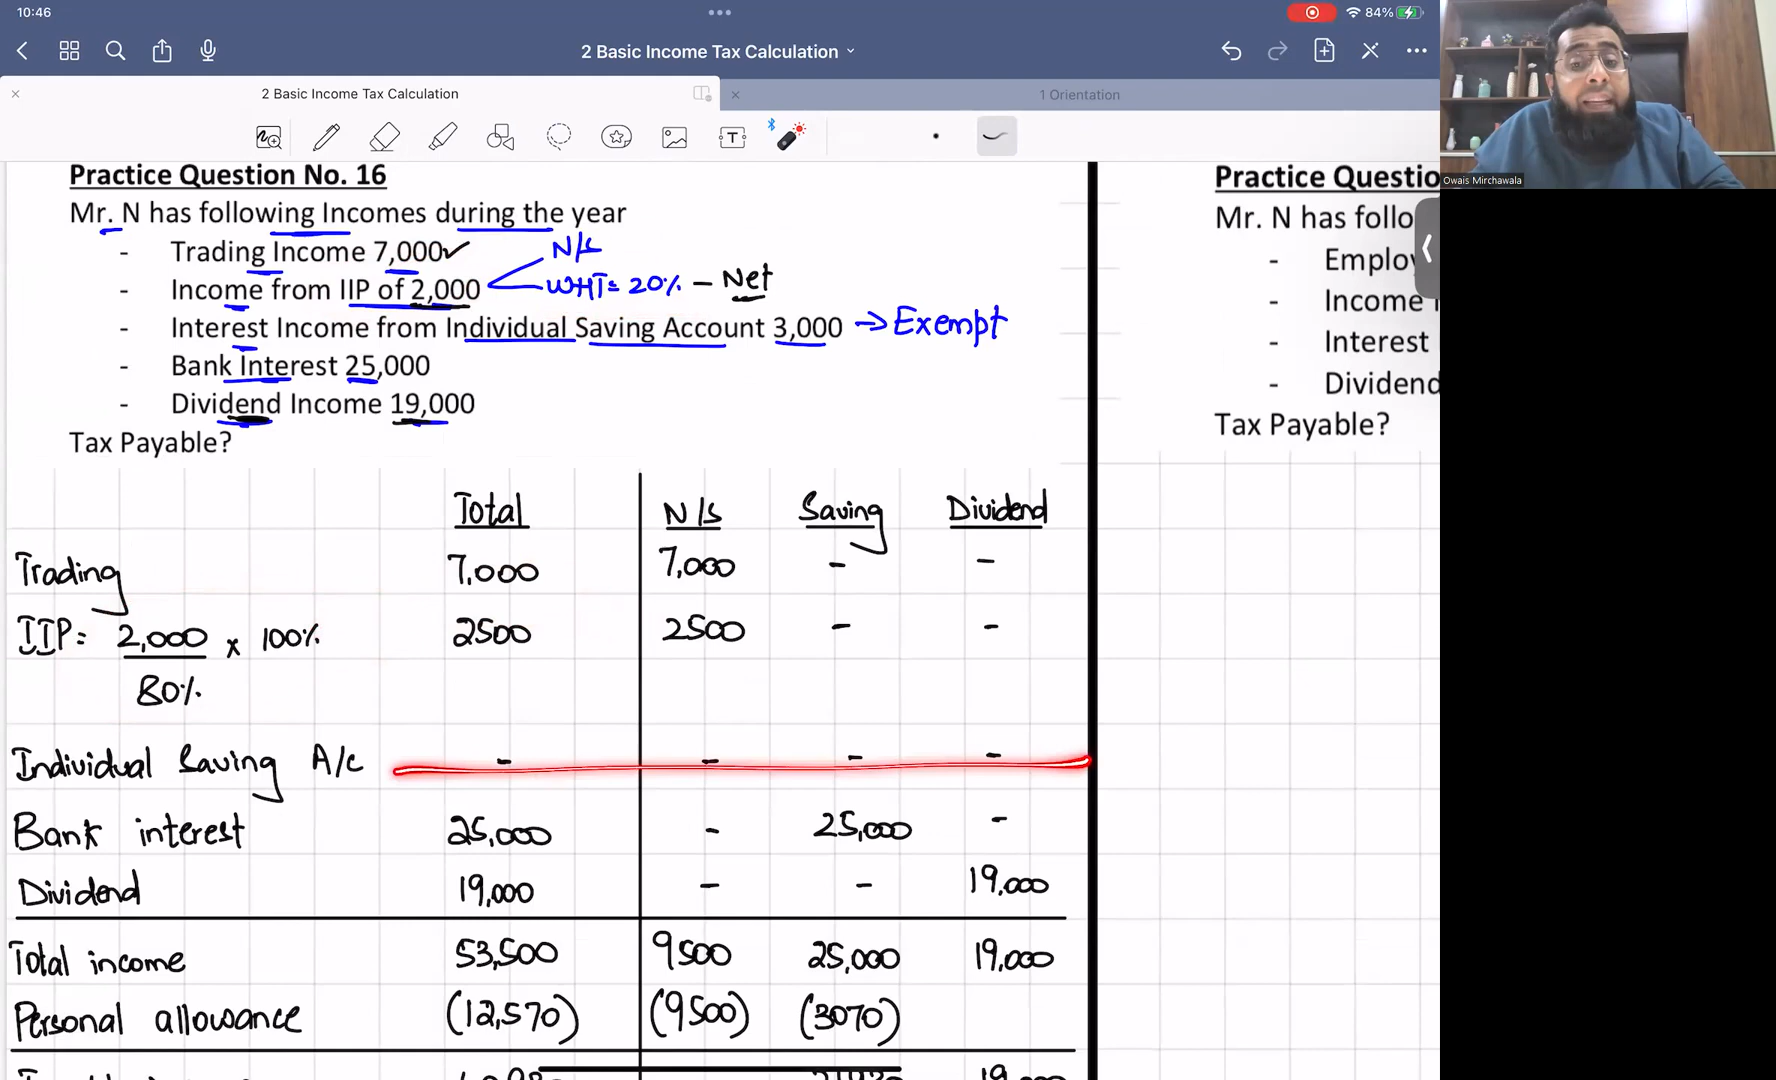 10:46
84%
2 Basic Income Tax Calculation
2 Basic Income Tax Calculation
1 Orientation
Owais Mirchawala
Practice Question No. 16
Mr. N has following Incomes during the year
- Trading Income 7,000
N/S
- Income from IIP of 2,000
WHT = 20% - Net
- Interest Income from Individual Saving Account 3,000 → Exempt
- Bank Interest 25,000
- Dividend Income 19,000
Tax Payable?
Total N/S Saving Dividend
Trading 7,000 7,000 - -
IIP = 2,000 x 100% 2500 2500 - -
80%
Individual Saving A/c - - - -
Bank interest 25,000 - 25,000 -
Dividend 19,000 - - 19,000
Total income 53,500 9500 25,000 19,000
Personal allowance (12,570) (9500) (3070)
Practice Questio
Mr. N has follo
- Employ
- Income
- Interest
- Dividend
Tax Payable?